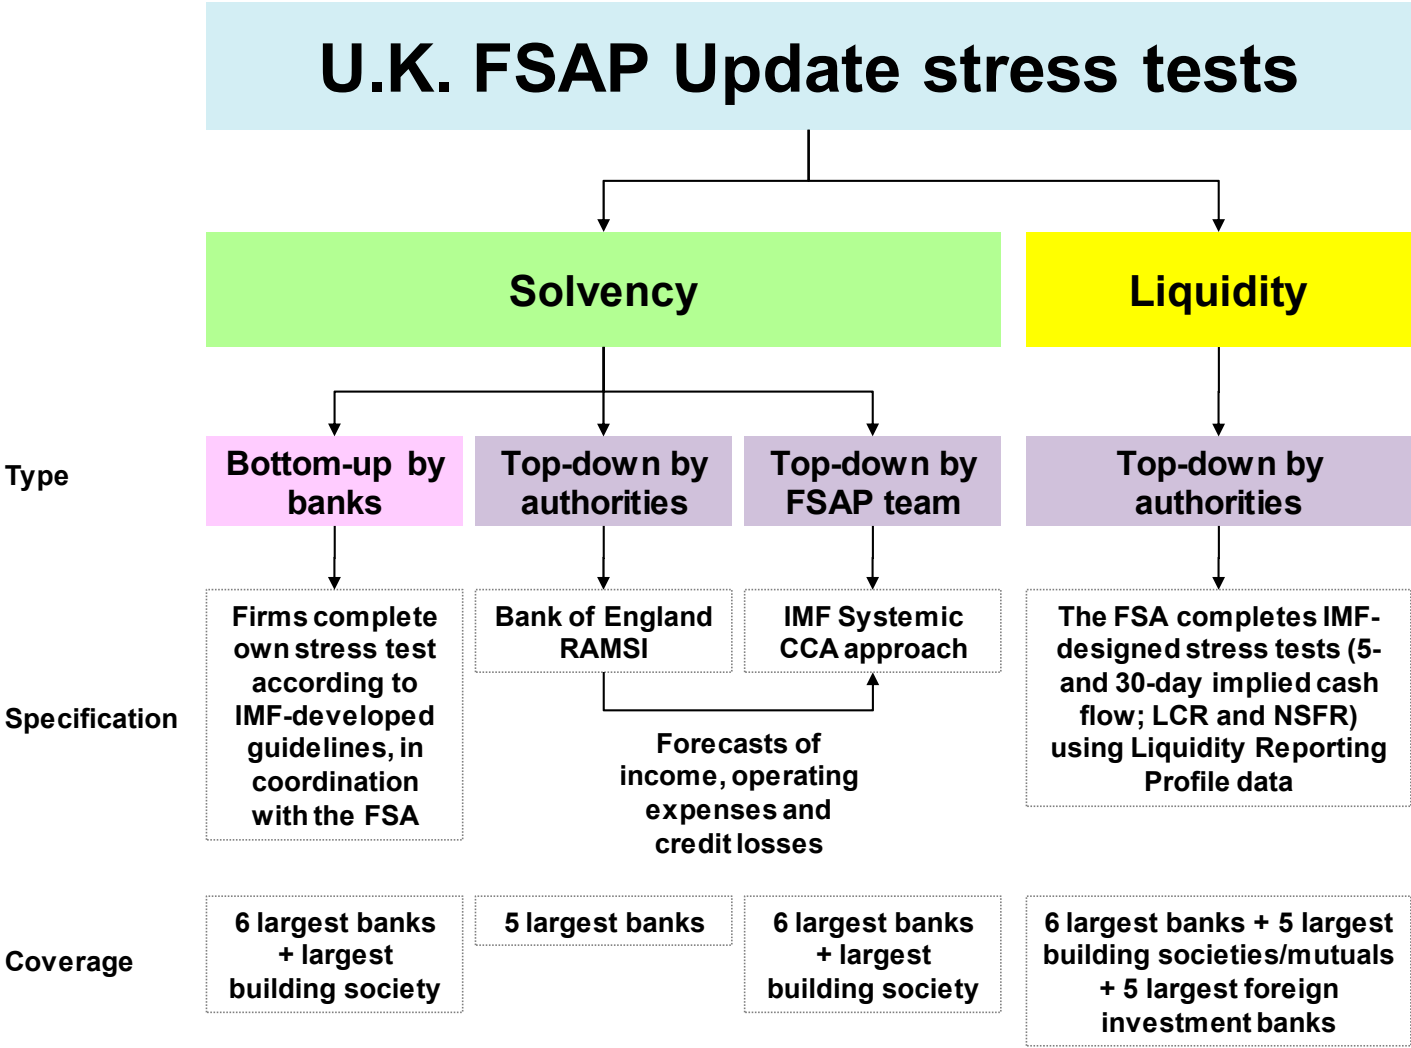 U.K. FSAP Update stress tests
Solvency
Liquidity
Type
Bottom-up by
banks
Top-down by
authorities
Top-down by
FSAP team
Top-down by
authorities
Specification
Firms complete
own stress test
according to
IMF-developed
guidelines, in
coordination
with the FSA
Bank of England
RAMSI
IMF Systemic
CCA approach
Forecasts of
income, operating
expenses and
credit losses
The FSA completes IMF-
designed stress tests (5-
and 30-day implied cash
flow; LCR and NSFR)
using Liquidity Reporting
Profile data
Coverage
6 largest banks
+ largest
building society
5 largest banks
6 largest banks
+ largest
building society
6 largest banks + 5 largest
building societies/mutuals
+ 5 largest foreign
investment banks